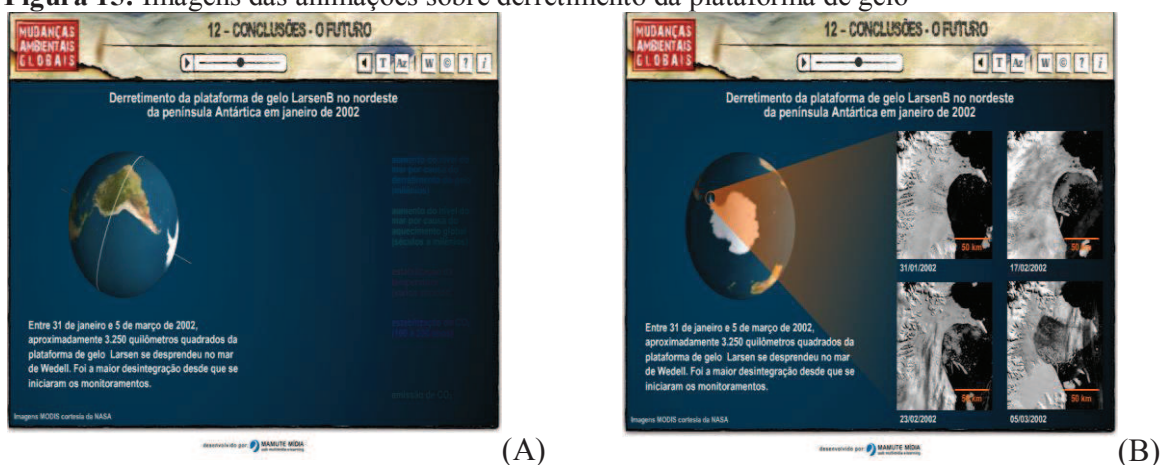 Figura 15: Imagens das animações sobre derretimento da plataforma de gelo
MUDANÇAS
AMBIENTAIS
GLOBAIS
12 - CONCLUSÕES - O FUTURO
T Az W © ? i
Derretimento da plataforma de gelo LarsenB no nordeste
da península Antártica em janeiro de 2002
Entre 31 de janeiro e 5 de março de 2002,
aproximadamente 3.250 quilômetros quadrados da
plataforma de gelo Larsen se desprendeu no mar
de Wedell. Foi a maior desintegração desde que se
iniciaram os monitoramentos.
Imagens MODIS cortesia da NASA
desenvolvido por: MAMUTE MÍDIA
(A)
MUDANÇAS
AMBIENTAIS
GLOBAIS
12 - CONCLUSÕES - O FUTURO
T Az W © ? i
Derretimento da plataforma de gelo LarsenB no nordeste
da península Antártica em janeiro de 2002
50 km
50 km
31/01/2002
17/02/2002
50 km
50 km
23/02/2002
05/03/2002
Entre 31 de janeiro e 5 de março de 2002,
aproximadamente 3.250 quilômetros quadrados da
plataforma de gelo Larsen se desprendeu no mar
de Wedell. Foi a maior desintegração desde que se
iniciaram os monitoramentos.
Imagens MODIS cortesia da NASA
desenvolvido por: MAMUTE MÍDIA
(B)